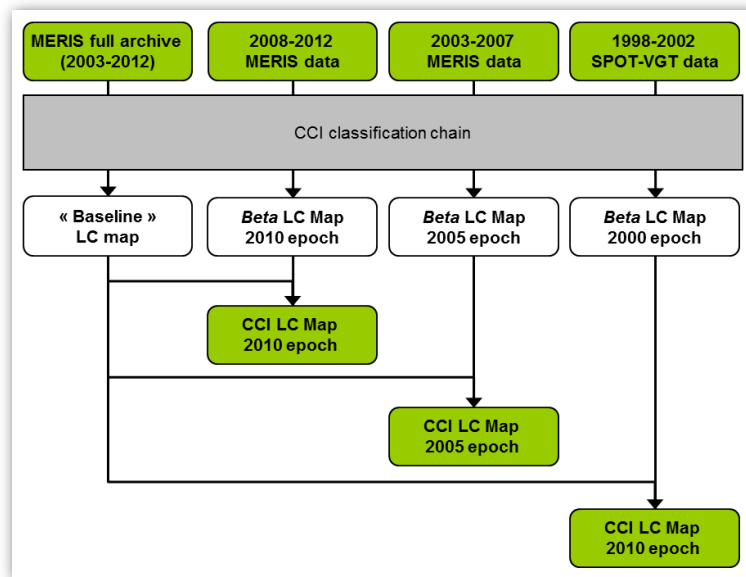 MERIS full archive
(2003-2012)
2008-2012
MERIS data
2003-2007
MERIS data
1998-2002
SPOT-VGT data
CCI classification chain
« Baseline »
LC map
Beta LC Map
2010 epoch
Beta LC Map
2005 epoch
Beta LC Map
2000 epoch
CCI LC Map
2010 epoch
CCI LC Map
2005 epoch
CCI LC Map
2010 epoch